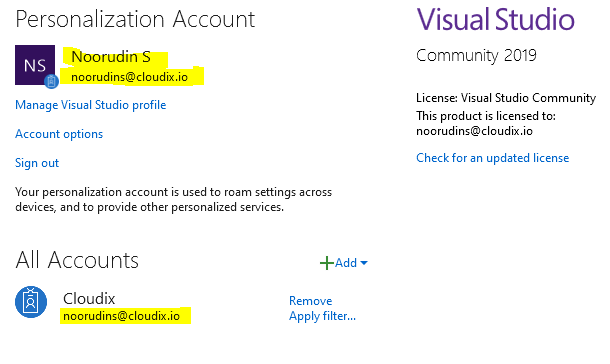 Personalization Account
NS
Noorudin S
noorudins@cloudix.io
Manage Visual Studio profile
Account options
Sign out
Your personalization account is used to roam settings across
devices, and to provide other personalized services.
All Accounts
Add
Cloudix
noorudins@cloudix.io
Remove
Apply filter...
Visual Studio
Community 2019
License: Visual Studio Community
This product is licensed to:
noorudins@cloudix.io
Check for an updated license